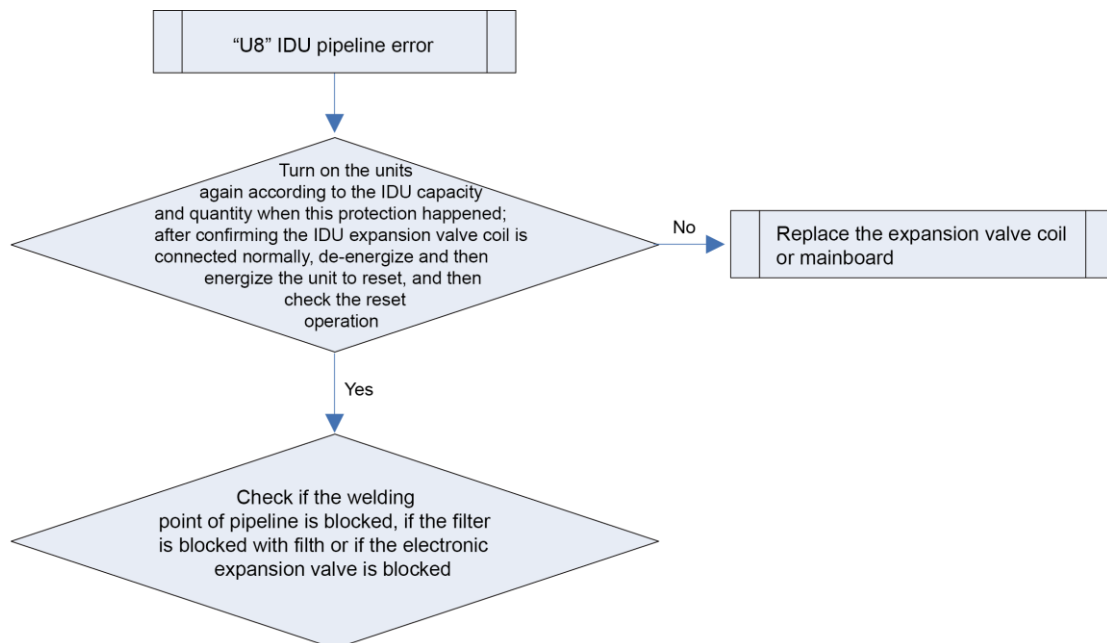 “U8” IDU pipeline error
Turn on the units
again according to the IDU capacity
and quantity when this protection happened;
after confirming the IDU expansion valve coil is
connected normally, de-energize and then
energize the unit to reset, and then
check the reset
operation
No
Replace the expansion valve coil
or mainboard
Yes
Check if the welding
point of pipeline is blocked, if the filter
is blocked with filth or if the electronic
expansion valve is blocked